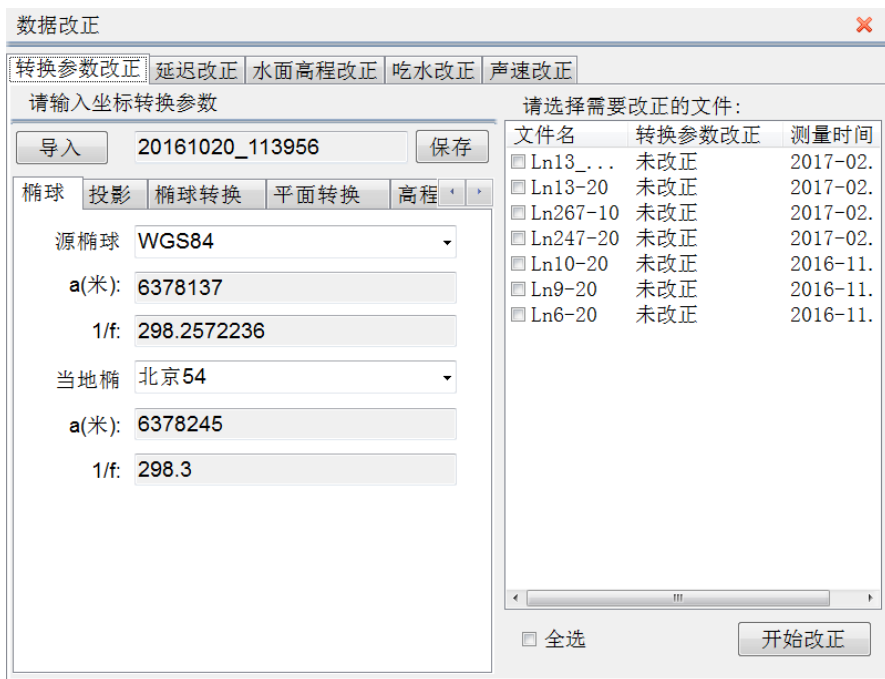 数据改正
转换参数改正 延迟改正 水面高程改正 吃水改正 声速改正
请输入坐标转换参数
导入 20161020_113956 保存
椭球 投影 椭球转换 平面转换 高程
源椭球 WGS84
a(米): 6378137
1/f: 298.2572236
当地椭 北京54
a(米): 6378245
1/f: 298.3
请选择需要改正的文件:
文件名 转换参数改正 测量时间
Ln13_... 未改正 2017-02.
Ln13-20 未改正 2017-02.
Ln267-10 未改正 2017-02.
Ln247-20 未改正 2017-02.
Ln10-20 未改正 2016-11.
Ln9-20 未改正 2016-11.
Ln6-20 未改正 2016-11.
全选 开始改正